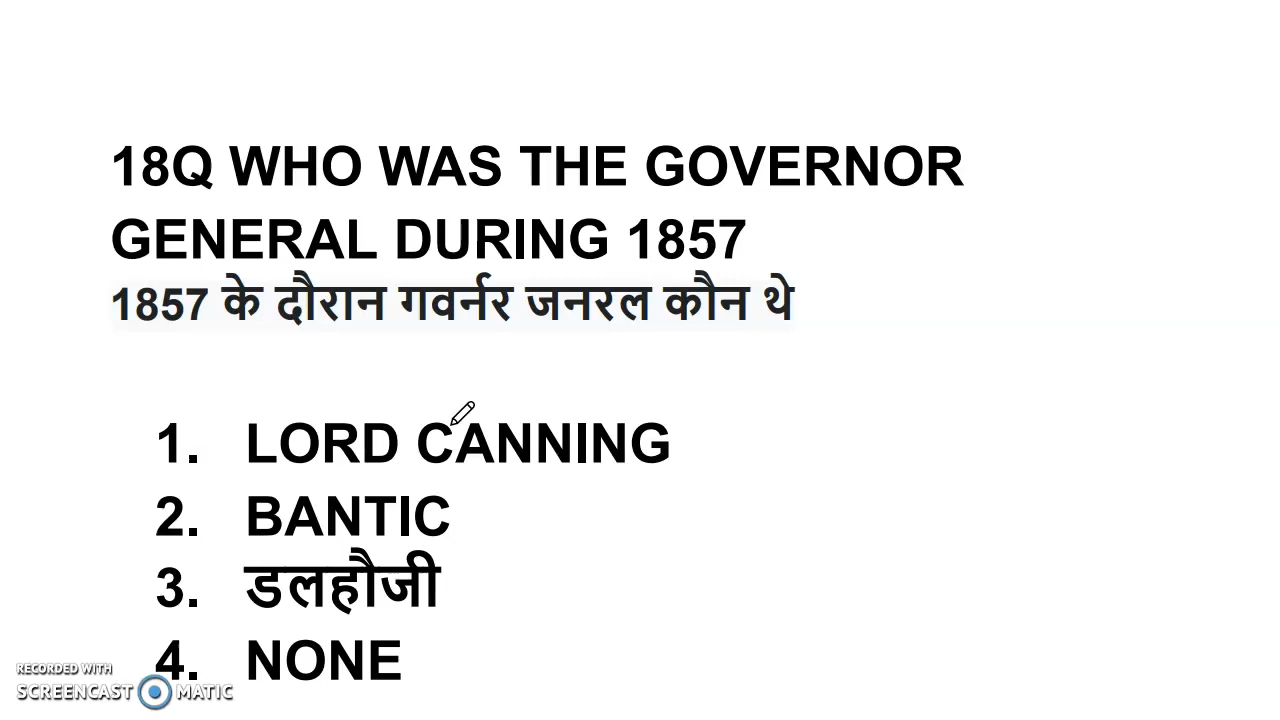 18Q WHO WAS THE GOVERNOR
GENERAL DURING 1857
1857 के दौरान गवर्नर जनरल कौन थे
1. LORD CANNING
2. BANTIC
3. डलहौजी
4. NONE
RECORDED WITH
SCREENCAST MATIC